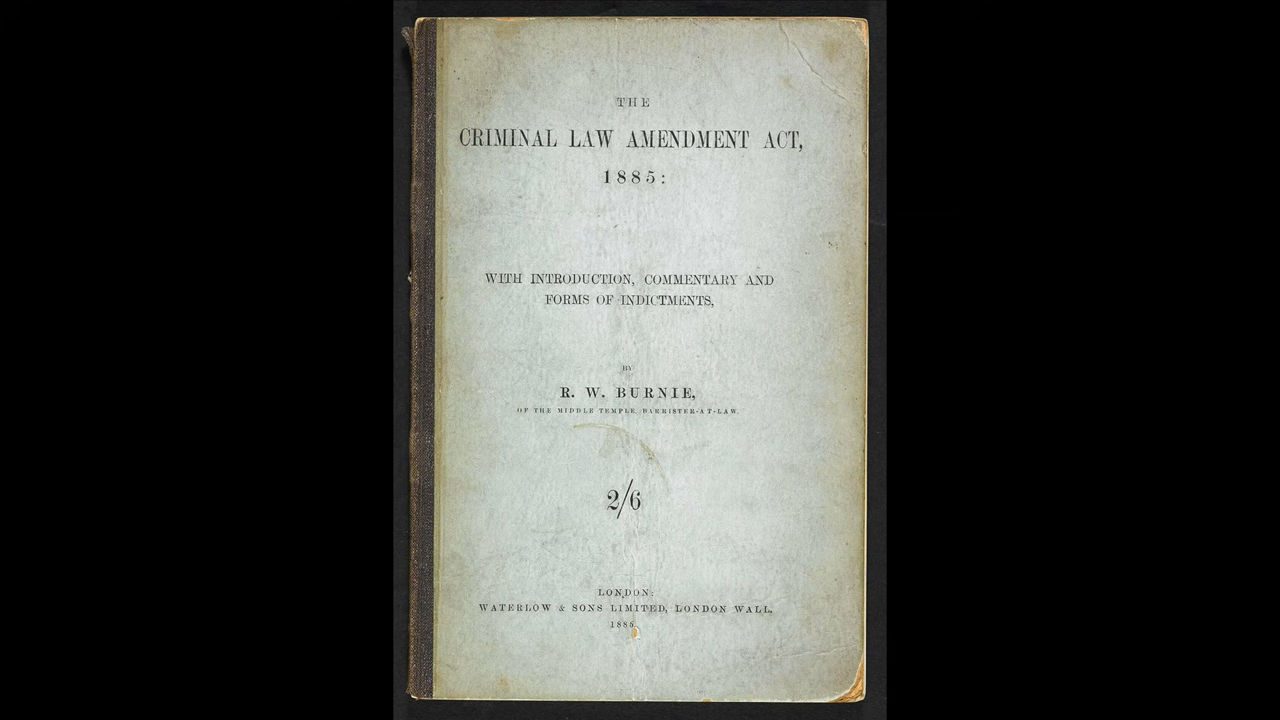 THE
CRIMINAL LAW AMENDMENT ACT,
1885:
WITH INTRODUCTION, COMMENTARY AND
FORMS OF INDICTMENTS,
BY
R. W. BURNIE,
OF THE MIDDLE TEMPLE, BARRISTER-AT-LAW.
2/6
LONDON:
WATERLOW & SONS LIMITED, LONDON WALL.
1885.